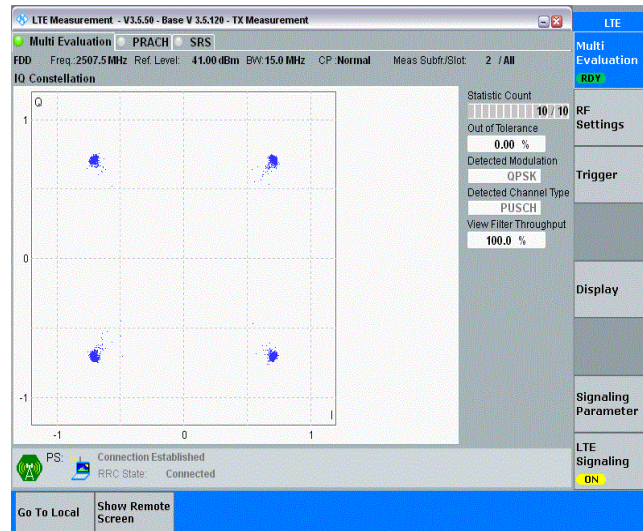 LTE Measurement - V3.5.50 - Base V 3.5.120 - TX Measurement
LTE
Multi Evaluation PRACH SRS
Multi
Evaluation
RDY
FDD Freq.:2507.5 MHz Ref. Level: 41.00 dBm BW:15.0 MHz CP :Normal Meas Subfr./Slot: 2 / All
IQ Constellation
Statistic Count
10 / 10
Out of Tolerance
0.00 %
Detected Modulation
QPSK
Detected Channel Type
PUSCH
View Filter Throughput
100.0 %
Q
1
0
-1
I
-1 0 1
RF
Settings
Trigger
Display
Signaling
Parameter
LTE
Signaling
ON
PS: Connection Established
RRC State: Connected
Go To Local
Show Remote
Screen